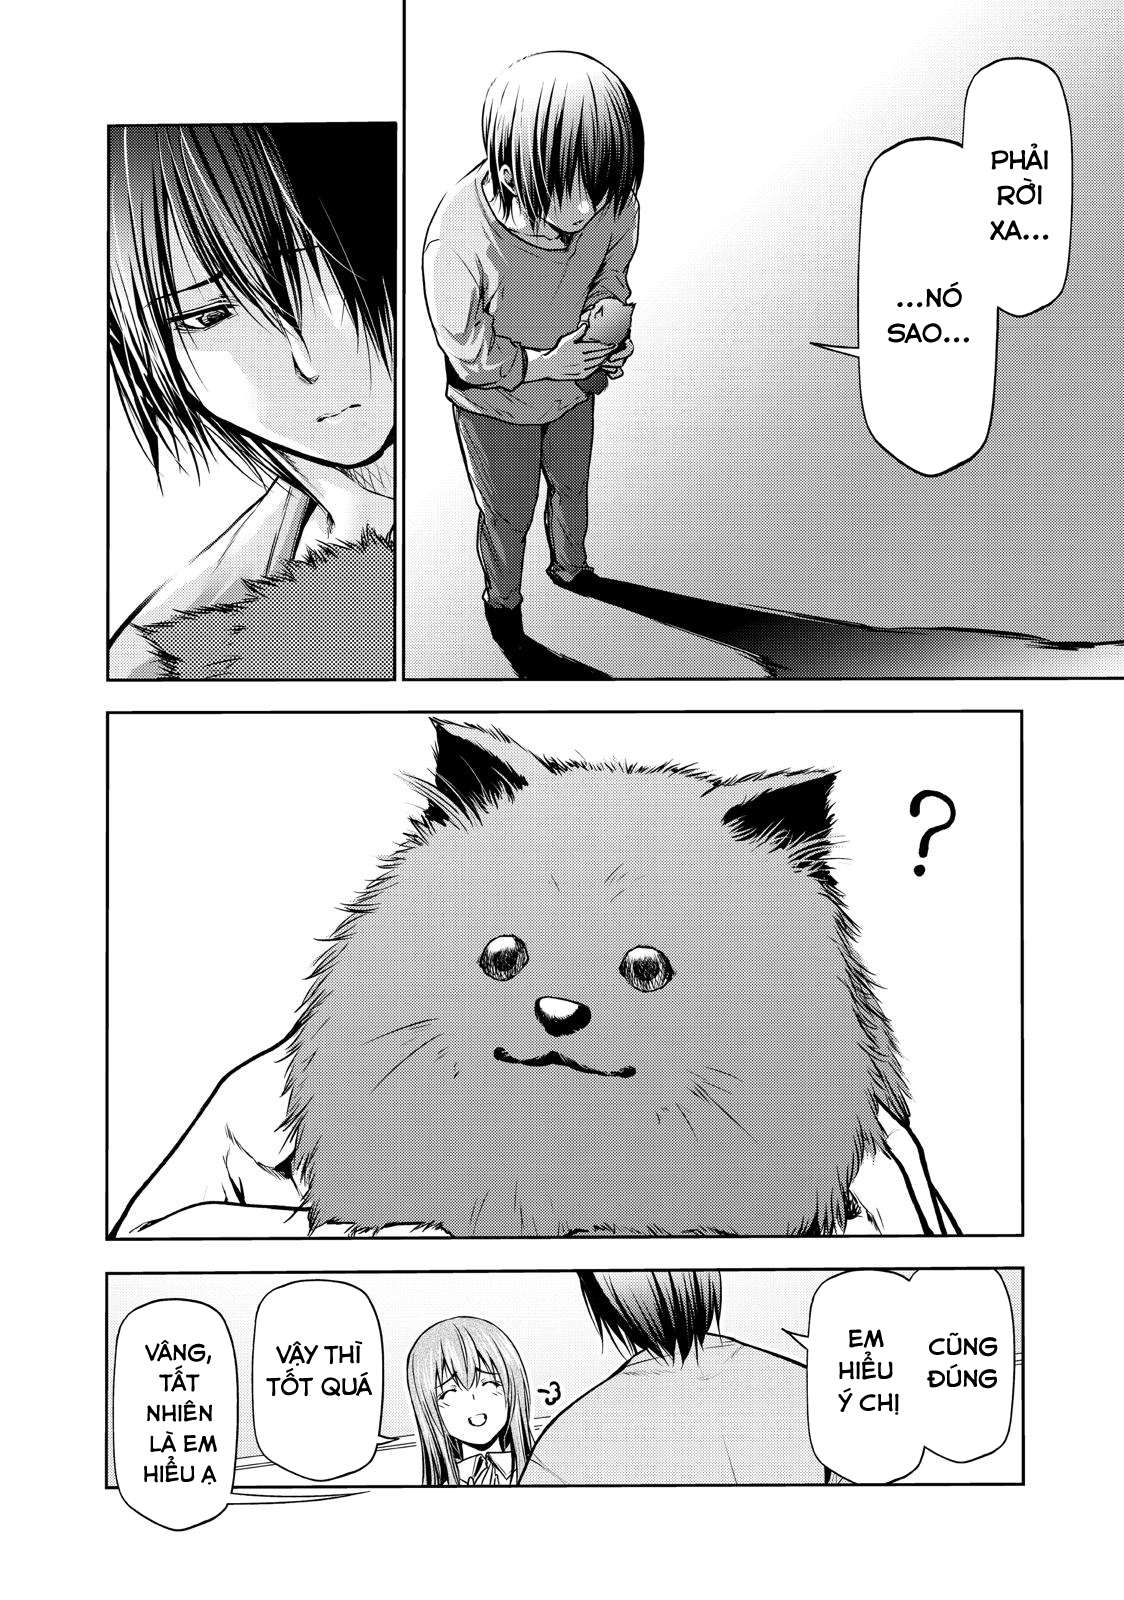 PHẢI
RỜI
XA...
...NÓ
SAO...
?
CŨNG
ĐÚNG
EM
HIỂU
Ý CHỊ
VẬY THÌ
TỐT QUÁ
VÂNG,
TẤT
NHIÊN
LÀ EM
HIỂU Ạ